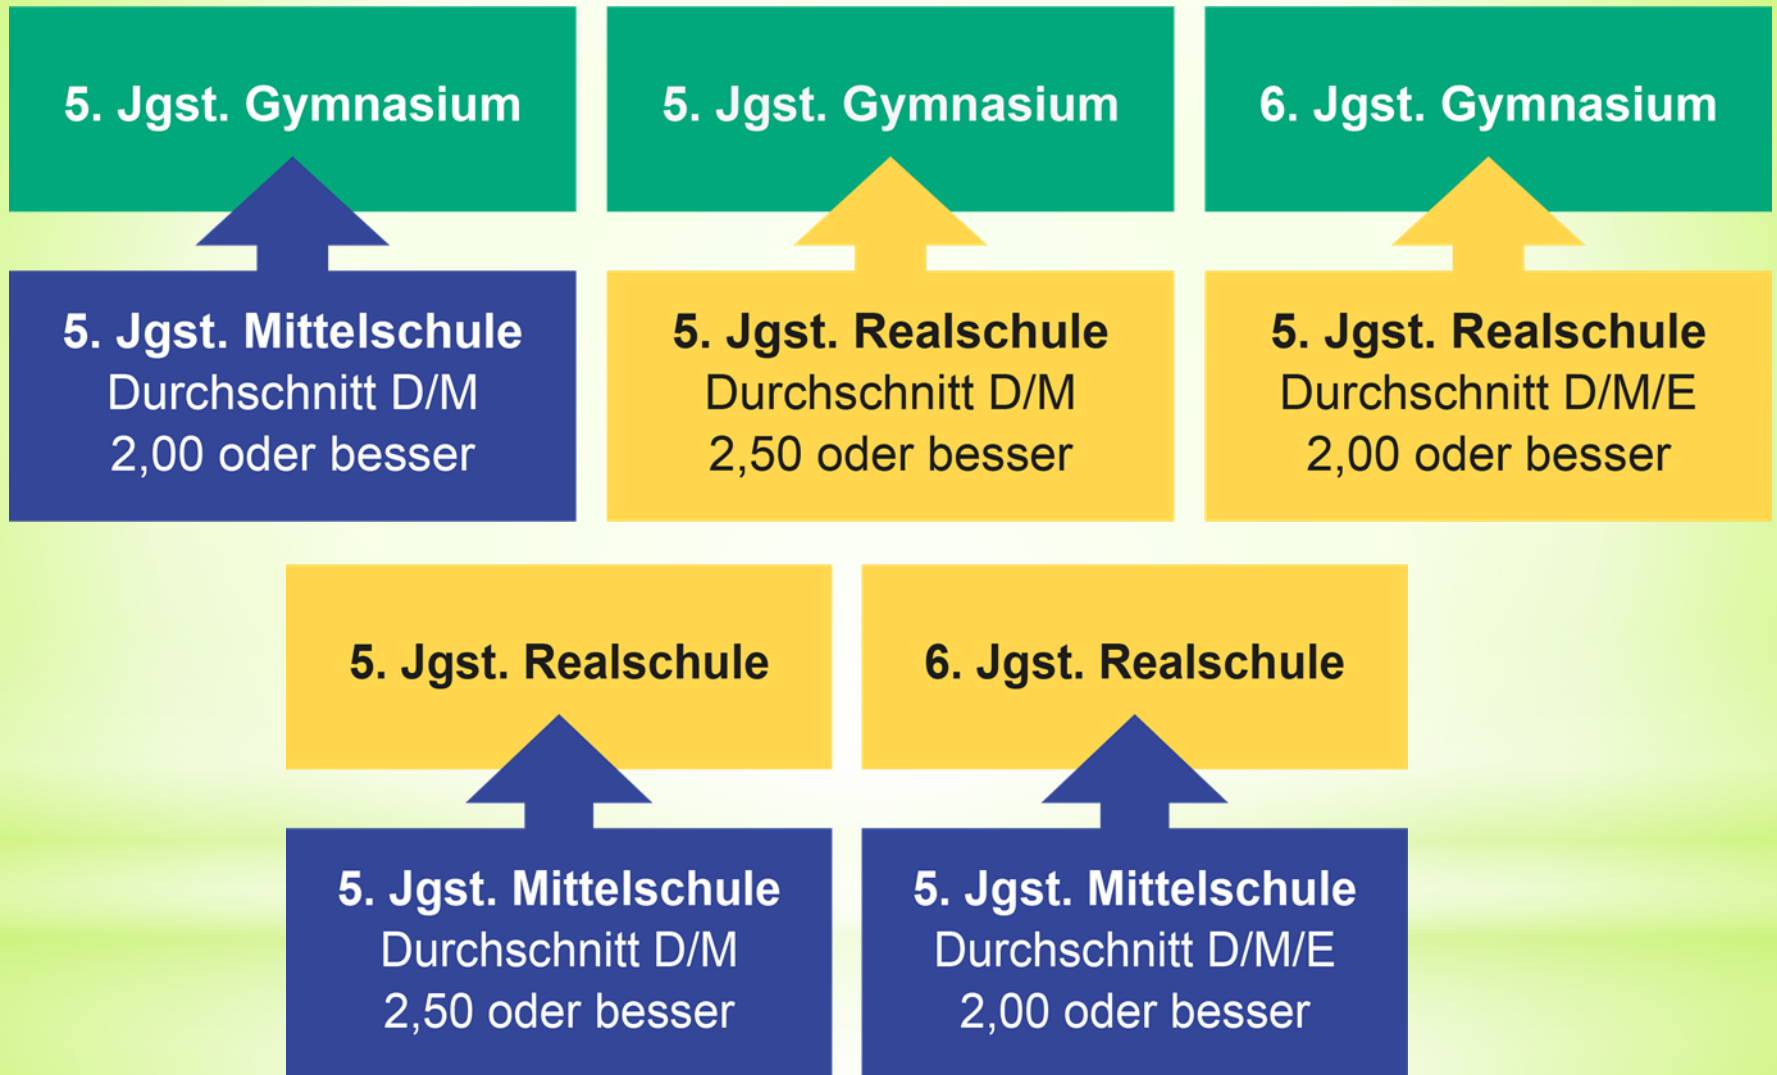 5. Jgst. Gymnasium
5. Jgst. Mittelschule
Durchschnitt D/M
2,00 oder besser
5. Jgst. Gymnasium
5. Jgst. Realschule
Durchschnitt D/M
2,50 oder besser
6. Jgst. Gymnasium
5. Jgst. Realschule
Durchschnitt D/M/E
2,00 oder besser
5. Jgst. Realschule
5. Jgst. Mittelschule
Durchschnitt D/M
2,50 oder besser
6. Jgst. Realschule
5. Jgst. Mittelschule
Durchschnitt D/M/E
2,00 oder besser